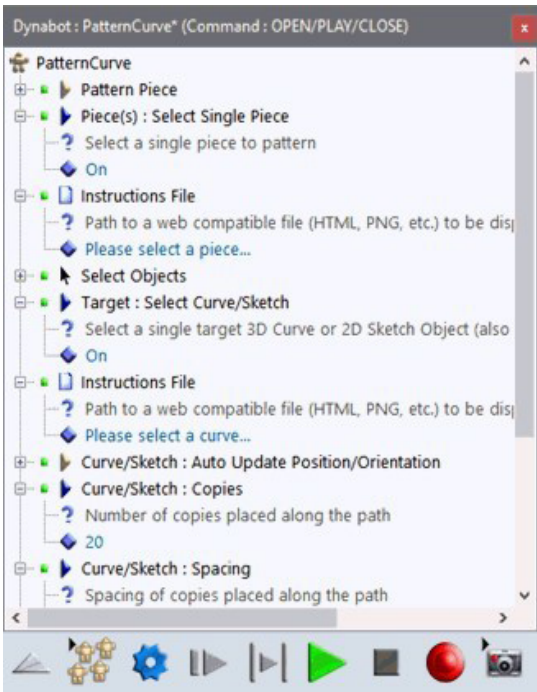 Dynabot : PatternCurve* (Command : OPEN/PLAY/CLOSE)
x
PatternCurve
Pattern Piece
Piece(s) : Select Single Piece
? Select a single piece to pattern
On
Instructions File
? Path to a web compatible file (HTML, PNG, etc.) to be disp
Please select a piece...
Select Objects
Target : Select Curve/Sketch
? Select a single target 3D Curve or 2D Sketch Object (also
On
Instructions File
? Path to a web compatible file (HTML, PNG, etc.) to be disp
Please select a curve...
Curve/Sketch : Auto Update Position/Orientation
Curve/Sketch : Copies
? Number of copies placed along the path
20
Curve/Sketch : Spacing
? Spacing of copies placed along the path